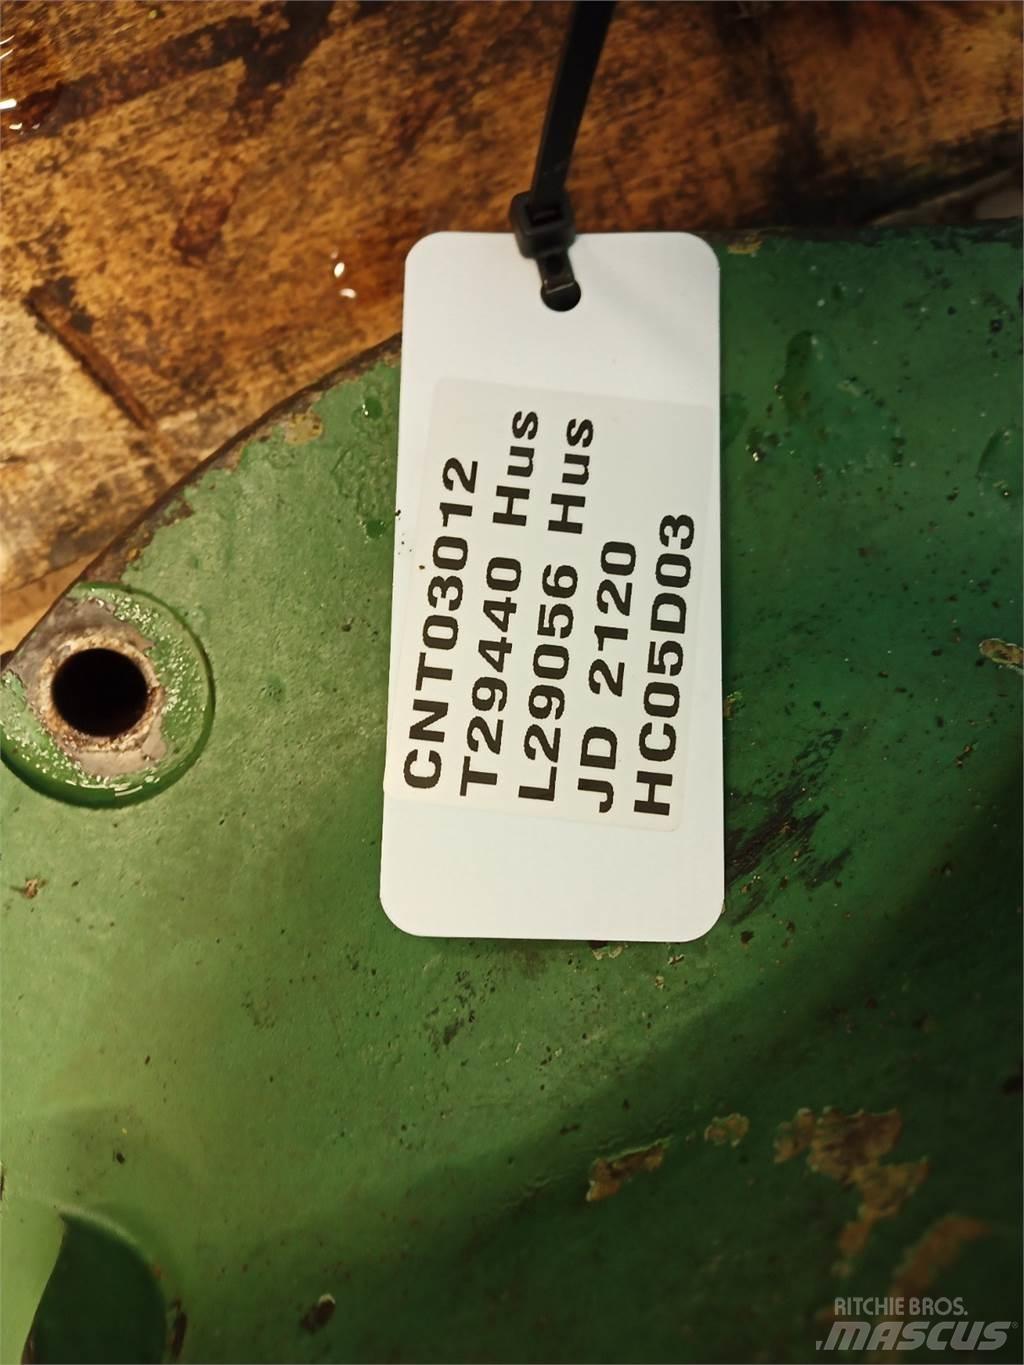 CNT03012
T29440 Hus
L29056 Hus
JD 2120
HC05D03
RITCHIE BROS.
MASCUS